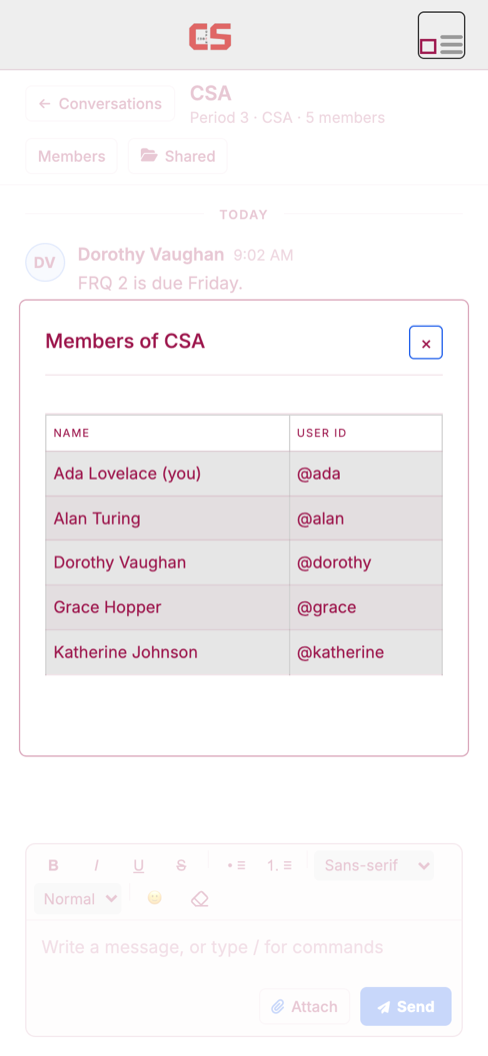 CS
← Conversations
CSA
Period 3 · CSA · 5 members
Members
Shared
TODAY
DV
Dorothy Vaughan 9:02 AM
FRQ 2 is due Friday.
Members of CSA
×
NAME USER ID
Ada Lovelace (you) @ada
Alan Turing @alan
Dorothy Vaughan @dorothy
Grace Hopper @grace
Katherine Johnson @katherine
B I U S • 1. Sans-serif
Normal
Write a message, or type / for commands
Attach Send